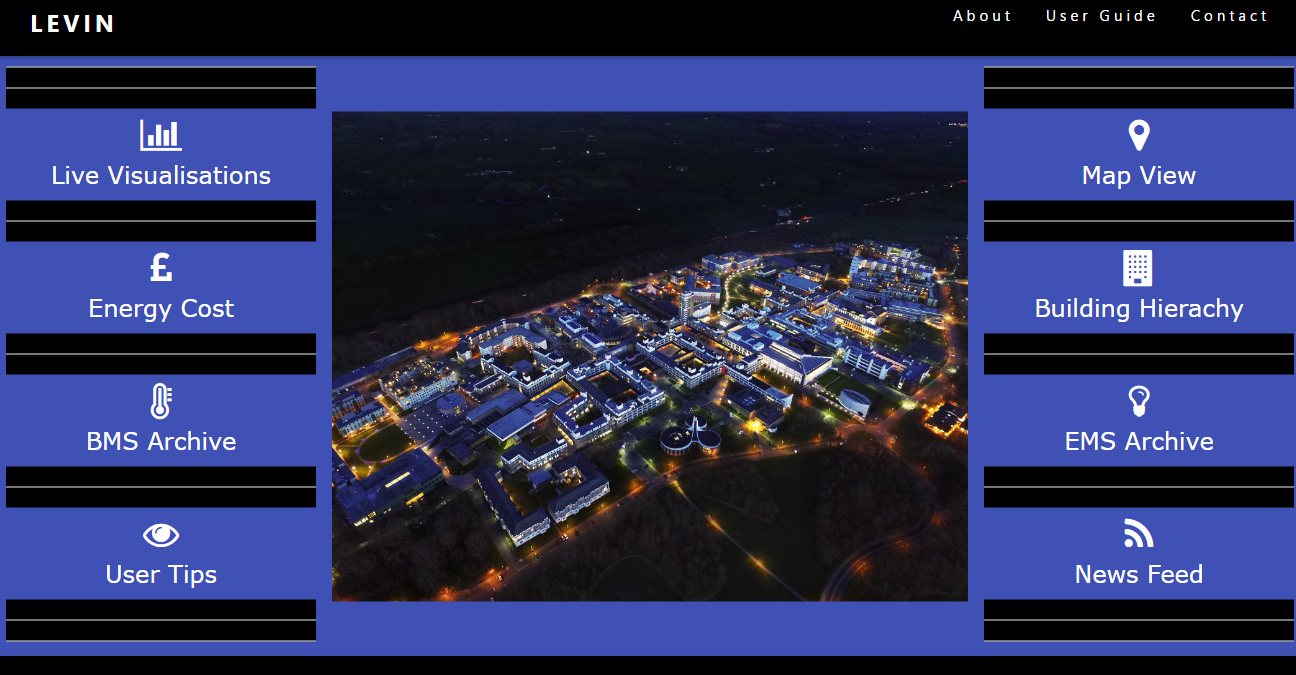 LEVIN
About User Guide Contact
Live Visualisations
Energy Cost
BMS Archive
User Tips
Map View
Building Hierachy
EMS Archive
News Feed